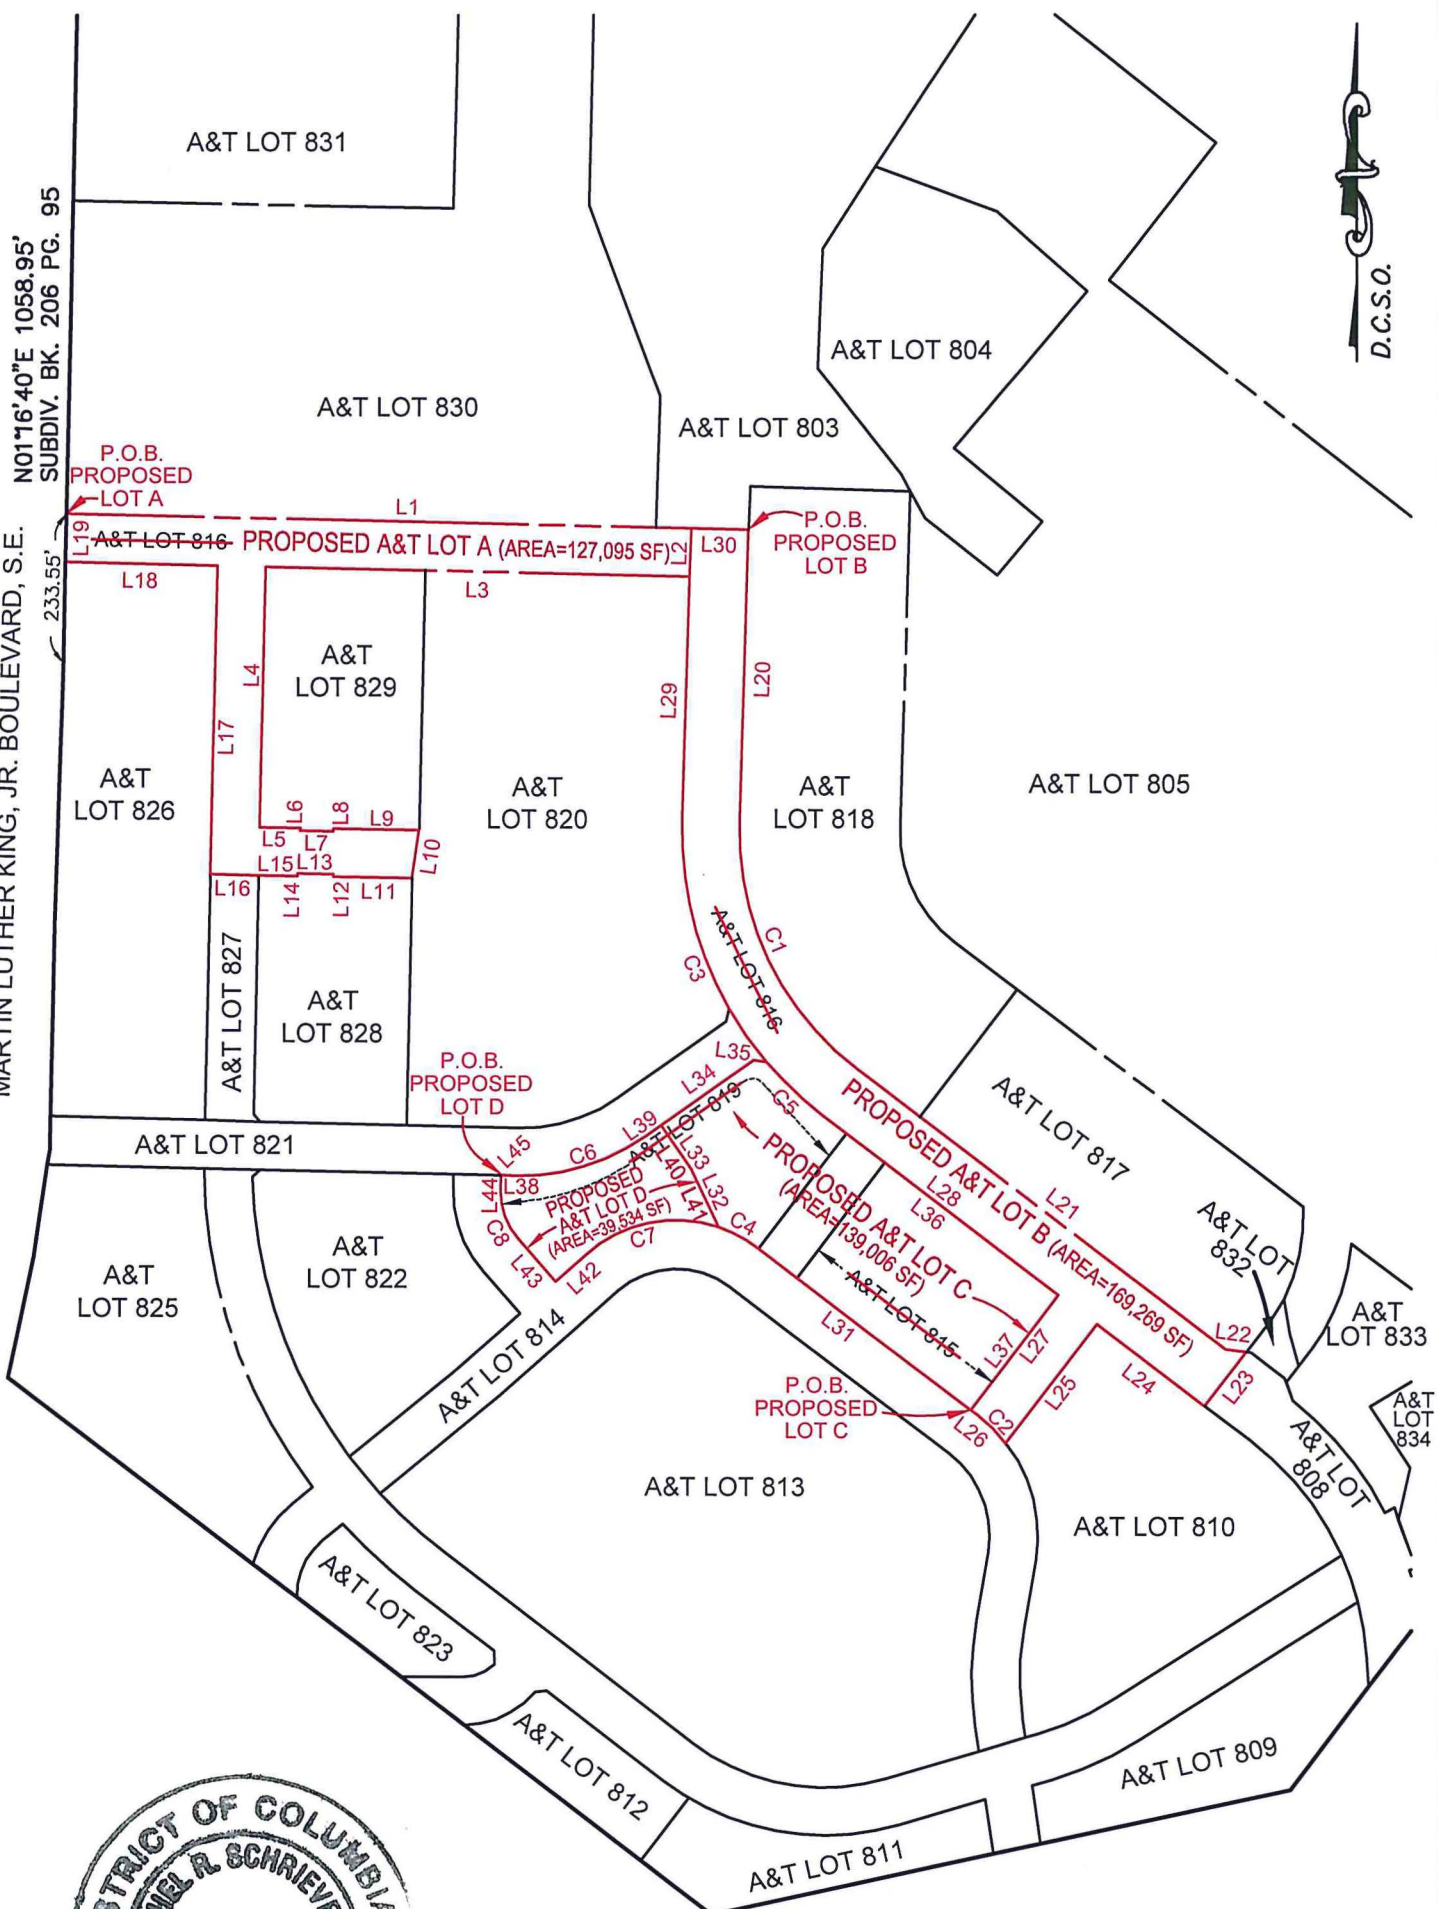 MARTIN LUTHER KING, JR. BOULEVARD, S.E.
N01°16'40"E 1058.95'
SUBDIV. BK. 206 PG. 95
233.55'
A&T LOT 831
A&T LOT 830
A&T LOT 804
A&T LOT 803
D.C.S.O.
P.O.B.
PROPOSED
LOT A
L1
L19
A&T LOT 816
PROPOSED A&T LOT A (AREA=127,095 SF)
L2
L30
P.O.B.
PROPOSED
LOT B
L18
L3
L4
L17
L29
L20
A&T
LOT 829
A&T
LOT 826
A&T
LOT 820
A&T
LOT 818
A&T LOT 805
L6
L8
L9
L5
L7
L10
L15
L13
L16
L14
L12
L11
A&T LOT 827
A&T
LOT 828
C1
C3
A&T LOT 816
P.O.B.
PROPOSED
LOT D
L35
L34
A&T LOT 819
C5
A&T LOT 821
L45
C6
L39
L38
L44
L40
L33
L32
L41
PROPOSED
A&T LOT D
(AREA=39,534 SF)
C8
C7
C4
L43
L42
PROPOSED A&T LOT B (AREA=169,269 SF)
A&T LOT 817
L21
L28
L36
PROPOSED A&T LOT C
(AREA=139,006 SF)
A&T LOT 815
A&T
LOT 825
A&T
LOT 822
A&T LOT 814
L31
L37
L27
L25
L24
L22
L23
A&T LOT
832
A&T
LOT 833
A&T
LOT
834
A&T LOT
808
P.O.B.
PROPOSED
LOT C
L26
C2
A&T LOT 813
A&T LOT 810
A&T LOT 823
A&T LOT 812
A&T LOT 811
A&T LOT 809
DISTRICT OF COLUMBIA
R. SCHRIEVER